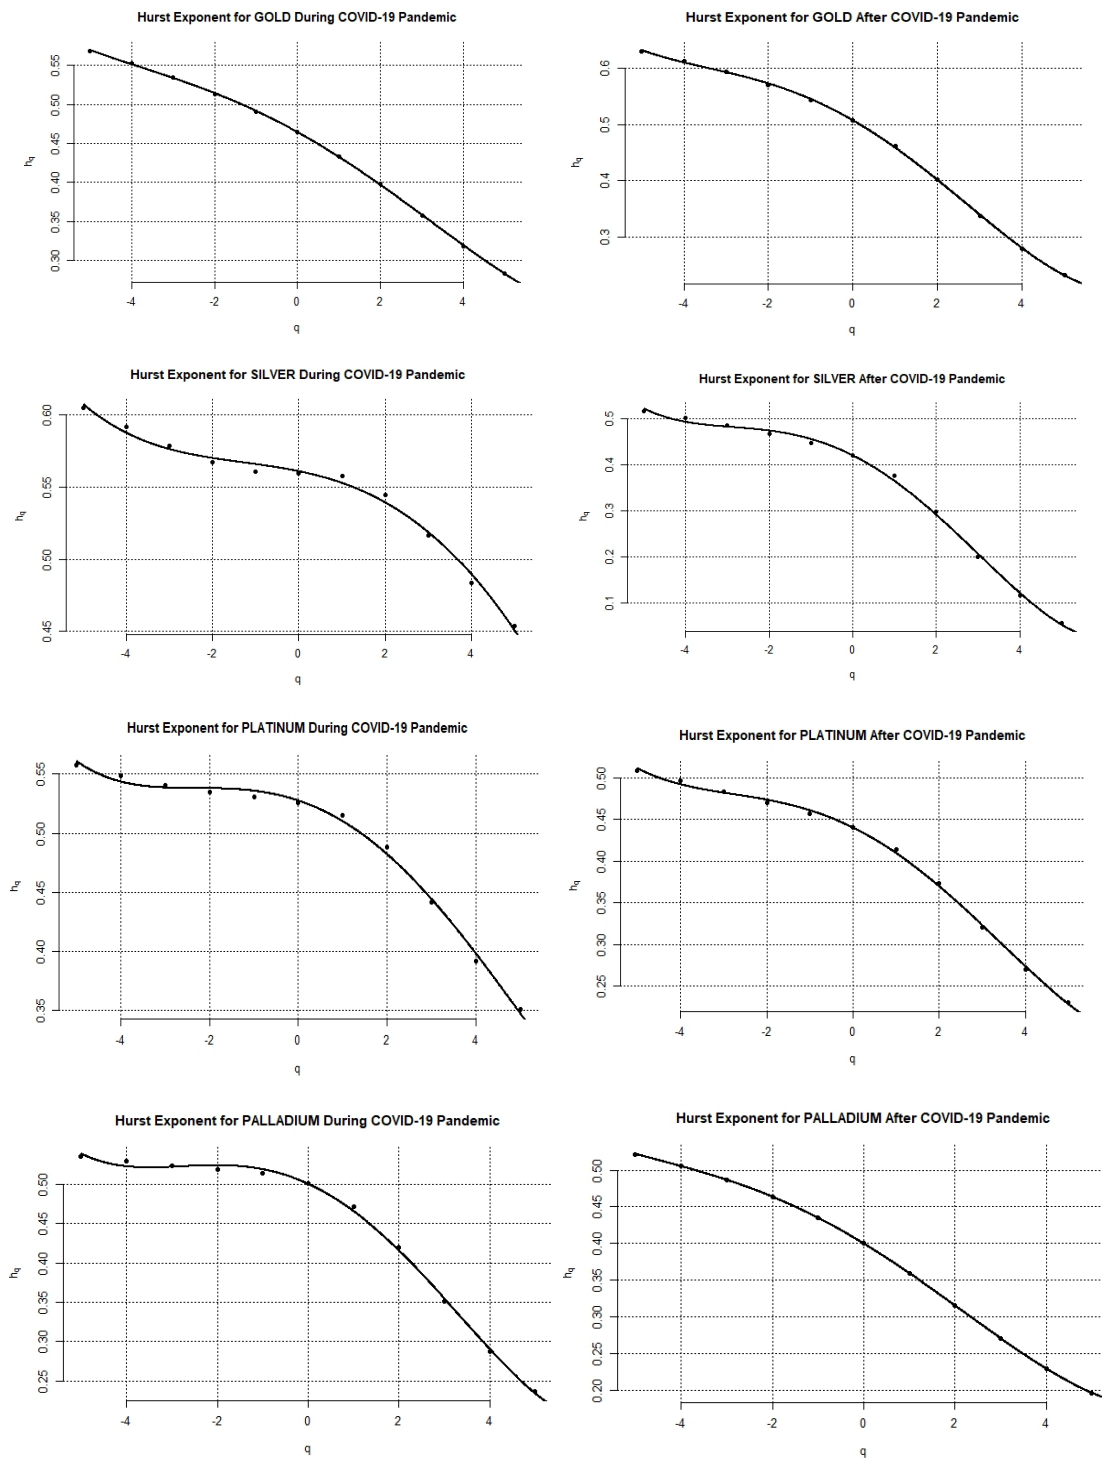 Hurst Exponent for GOLD During COVID-19 Pandemic
0.55
0.50
0.45
0.40
0.35
0.30
hq
-4 -2 0 2 4
q
Hurst Exponent for GOLD After COVID-19 Pandemic
0.6
0.5
0.4
0.3
hq
-4 -2 0 2 4
q
Hurst Exponent for SILVER During COVID-19 Pandemic
0.60
0.55
0.50
0.45
hq
-4 -2 0 2 4
q
Hurst Exponent for SILVER After COVID-19 Pandemic
0.5
0.4
0.3
0.2
0.1
hq
-4 -2 0 2 4
q
Hurst Exponent for PLATINUM During COVID-19 Pandemic
0.55
0.50
0.45
0.40
0.35
hq
-4 -2 0 2 4
q
Hurst Exponent for PLATINUM After COVID-19 Pandemic
0.50
0.45
0.40
0.35
0.30
0.25
hq
-4 -2 0 2 4
q
Hurst Exponent for PALLADIUM During COVID-19 Pandemic
0.50
0.45
0.40
0.35
0.30
0.25
hq
-4 -2 0 2 4
q
Hurst Exponent for PALLADIUM After COVID-19 Pandemic
0.50
0.45
0.40
0.35
0.30
0.25
0.20
hq
-4 -2 0 2 4
q